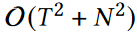 𝒪(T² + N²)